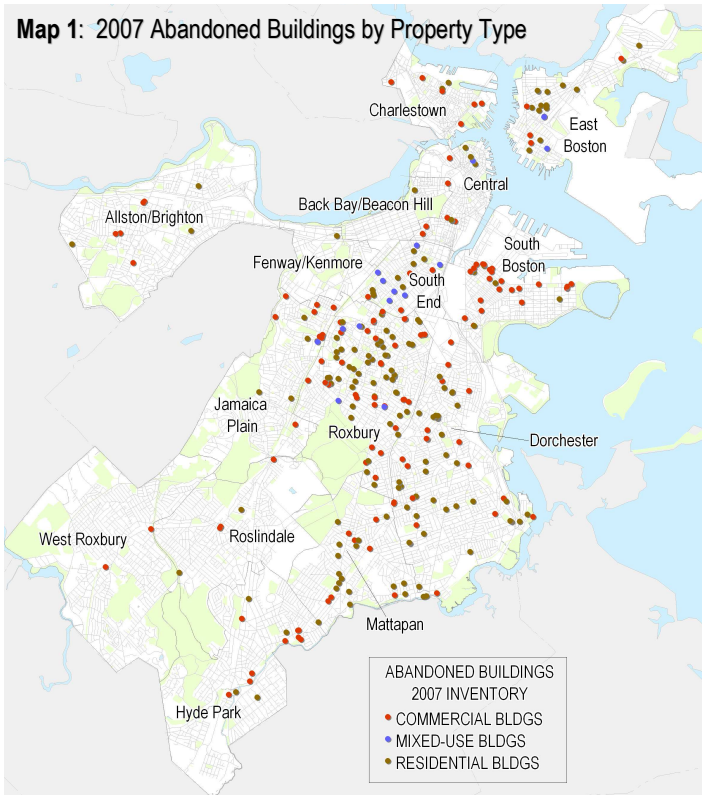 Map 1: 2007 Abandoned Buildings by Property Type
Charlestown
East
Boston
Central
Back Bay/Beacon Hill
Allston/Brighton
South
Boston
Fenway/Kenmore
South
End
Jamaica
Plain
Roxbury
Dorchester
West Roxbury
Roslindale
Mattapan
Hyde Park
ABANDONED BUILDINGS
2007 INVENTORY
COMMERCIAL BLDGS
MIXED-USE BLDGS
RESIDENTIAL BLDGS